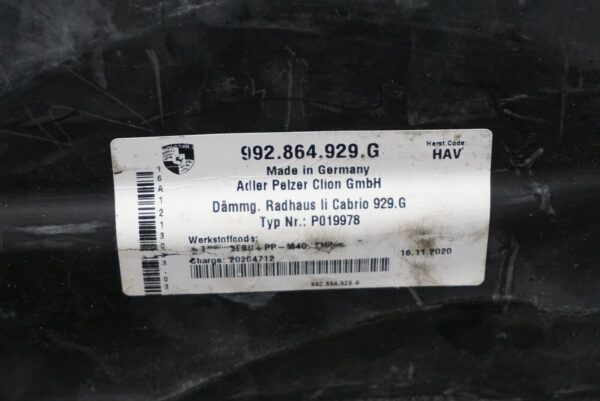 992.864.929.G
Herst.Code:
HAV
Made in Germany
Adler Pelzer Clion GmbH
Dämmg. Radhaus li Cabrio 929.G
Typ Nr.: P019978
Werkstoffcode:
Charge: 20204712
16.11.2020
992.864.929.G